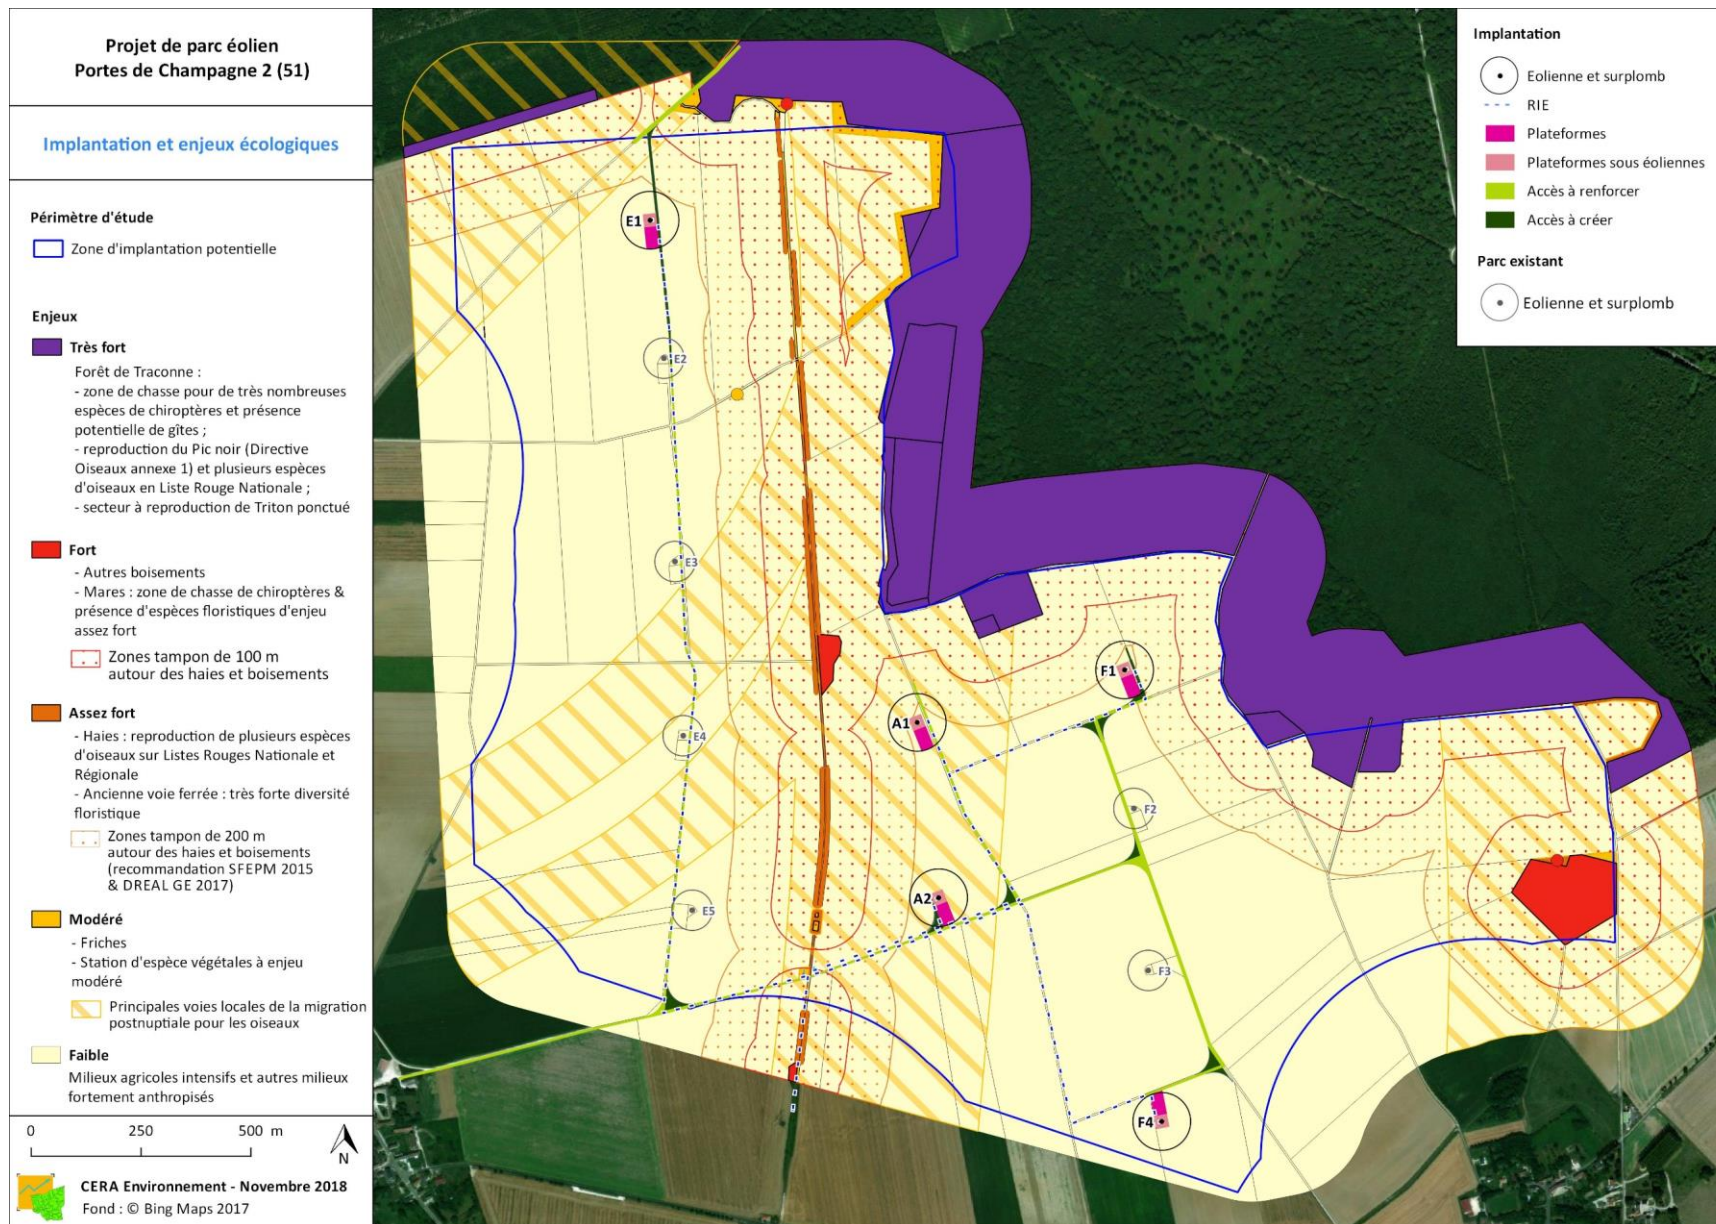 Projet de parc éolien
Portes de Champagne 2 (51)
Implantation et enjeux écologiques
Périmètre d'étude
Zone d'implantation potentielle
Enjeux
Très fort
Forêt de Traconne :
- zone de chasse pour de très nombreuses
espèces de chiroptères et présence
potentielle de gîtes ;
- reproduction du Pic noir (Directive
Oiseaux annexe 1) et plusieurs espèces
d'oiseaux en Liste Rouge Nationale ;
- secteur à reproduction de Triton ponctué
Fort
- Autres boisements
- Mares : zone de chasse de chiroptères &
présence d'espèces floristiques d'enjeu
assez fort
Zones tampon de 100 m
autour des haies et boisements
Assez fort
- Haies : reproduction de plusieurs espèces
d'oiseaux sur Listes Rouges Nationale et
Régionale
- Ancienne voie ferrée : très forte diversité
floristique
Zones tampon de 200 m
autour des haies et boisements
(recommandation SFEPM 2015
& DREAL GE 2017)
Modéré
- Friches
- Station d'espèce végétales à enjeu
modéré
Principales voies locales de la migration
postnuptiale pour les oiseaux
Faible
Milieux agricoles intensifs et autres milieux
fortement anthropisés
0 250 500 m
N
CERA Environnement - Novembre 2018
Fond : © Bing Maps 2017
E1
E2
E3
E4
E5
A1
A2
F1
F2
F3
F4
Implantation
Eolienne et surplomb
RIE
Plateformes
Plateformes sous éoliennes
Accès à renforcer
Accès à créer
Parc existant
Eolienne et surplomb